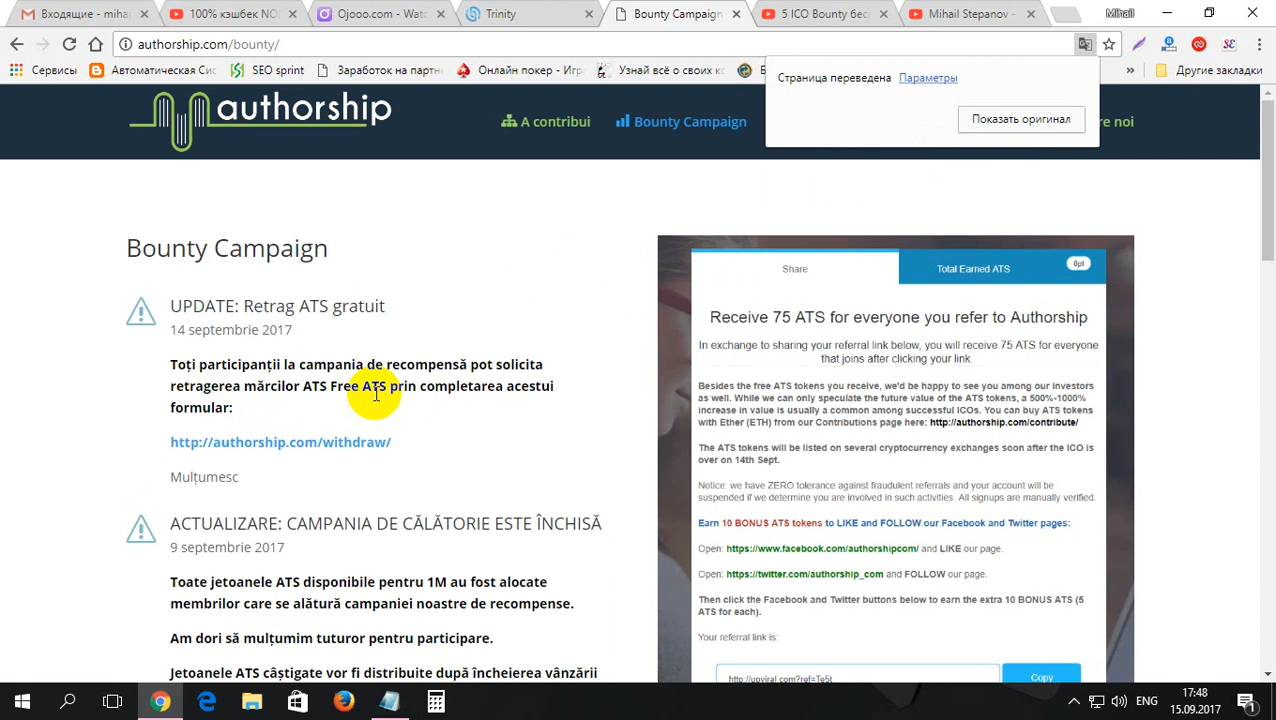 Входящие - miha
100% кэшбек NO
Ojooo.com - Wat
Trinity
Bounty Campaign
5 ICO Bounty бес
Mihail Stepanov -
Mihail
authorship.com/bounty/
Сервисы
Автоматическая
SEO sprint
Заработок на партн
Онлайн покер - Игр
Узнай всё о своих к
Другие закладки
Страница переведена Параметры
Показать оригинал
authorship
A contribui
Bounty Campaign
re noi
Bounty Campaign
UPDATE: Retrag ATS gratuit
14 septembrie 2017
Toți participanții la campania de recompensă pot solicita
retragerea mărcilor ATS Free ATS prin completarea acestui
formular:
http://authorship.com/withdraw/
Mulțumesc
ACTUALIZARE: CAMPANIA DE CĂLĂTORIE ESTE ÎNCHISĂ
9 septembrie 2017
Toate jetoanele ATS disponibile pentru 1M au fost alocate
membrilor care se alătură campaniei noastre de recompense.
Am dori să mulțumim tuturor pentru participare.
Jetoanele ATS câștigate vor fi distribuite după încheierea vânzării
Share
Total Earned ATS
0pt
Receive 75 ATS for everyone you refer to Authorship
In exchange to sharing your referral link below, you will receive 75 ATS for everyone
that joins after clicking your link.
Besides the free ATS tokens you receive, we'd be happy to see you among our investors
as well. While we can only speculate the future value of the ATS tokens, a 500%-1000%
increase in value is usually a common among successful ICOs. You can buy ATS tokens
with Ether (ETH) from our Contributions page here: http://authorship.com/contribute/
The ATS tokens will be listed on several cryptocurrency exchanges soon after the ICO is
over on 14th Sept.
Notice: we have ZERO tolerance against fraudulent referrals and your account will be
suspended if we determine you are involved in such activities. All signups are manually verified.
Earn 10 BONUS ATS tokens to LIKE and FOLLOW our Facebook and Twitter pages:
Open: https://www.facebook.com/authorshipcom/ and LIKE our page.
Open: https://twitter.com/authorship_com and FOLLOW our page.
Then click the Facebook and Twitter buttons below to earn the extra 10 BONUS ATS (5
ATS for each).
Your referral link is:
http://upviral.com?ref=Te5t
Copy
ENG
17:48
15.09.2017
1